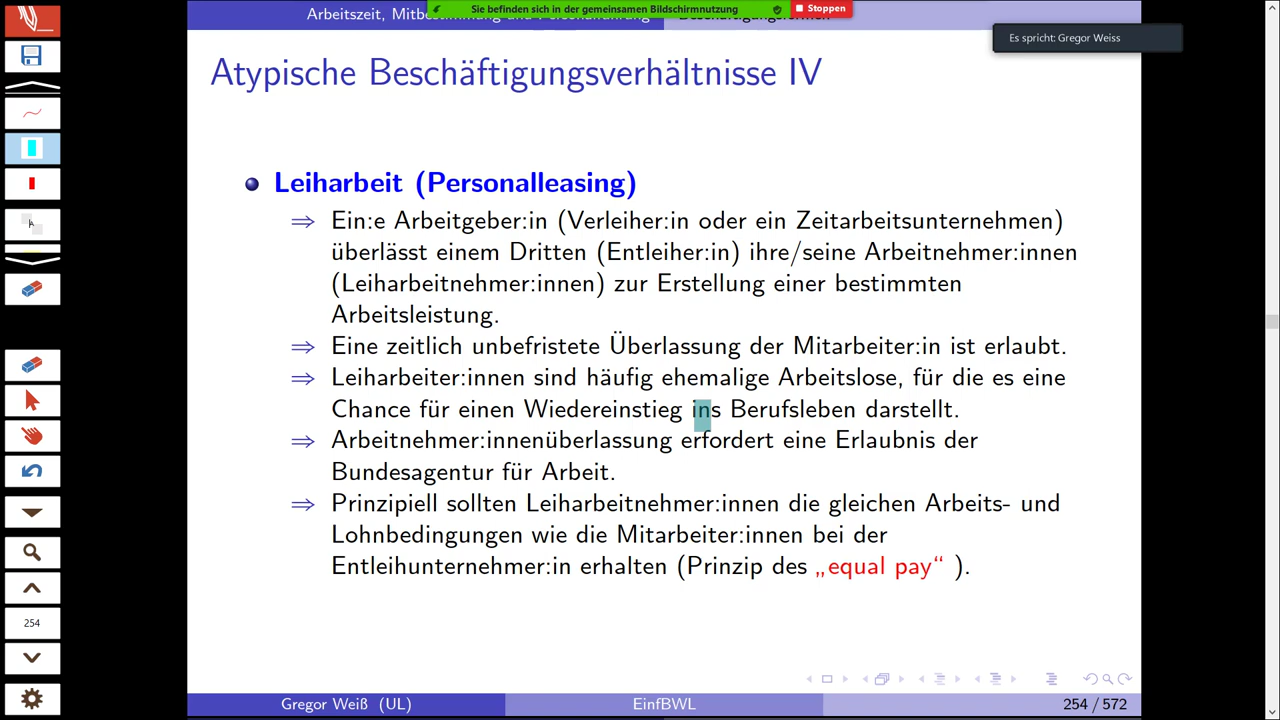 Arbeitszeit, Mitbestimmung und Personalführung Beschäftigungsformen
Sie befinden sich in der gemeinsamen Bildschirmnutzung Stoppen
Es spricht: Gregor Weiss
Atypische Beschäftigungsverhältnisse IV
Leiharbeit (Personalleasing)
⇒ Ein:e Arbeitgeber:in (Verleiher:in oder ein Zeitarbeitsunternehmen)
überlässt einem Dritten (Entleiher:in) ihre/seine Arbeitnehmer:innen
(Leiharbeitnehmer:innen) zur Erstellung einer bestimmten
Arbeitsleistung.
⇒ Eine zeitlich unbefristete Überlassung der Mitarbeiter:in ist erlaubt.
⇒ Leiharbeiter:innen sind häufig ehemalige Arbeitslose, für die es eine
Chance für einen Wiedereinstieg ins Berufsleben darstellt.
⇒ Arbeitnehmer:innenüberlassung erfordert eine Erlaubnis der
Bundesagentur für Arbeit.
⇒ Prinzipiell sollten Leiharbeitnehmer:innen die gleichen Arbeits- und
Lohnbedingungen wie die Mitarbeiter:innen bei der
Entleihunternehmer:in erhalten (Prinzip des „equal pay“ ).
254
Gregor Weiß (UL) EinfBWL 254 / 572